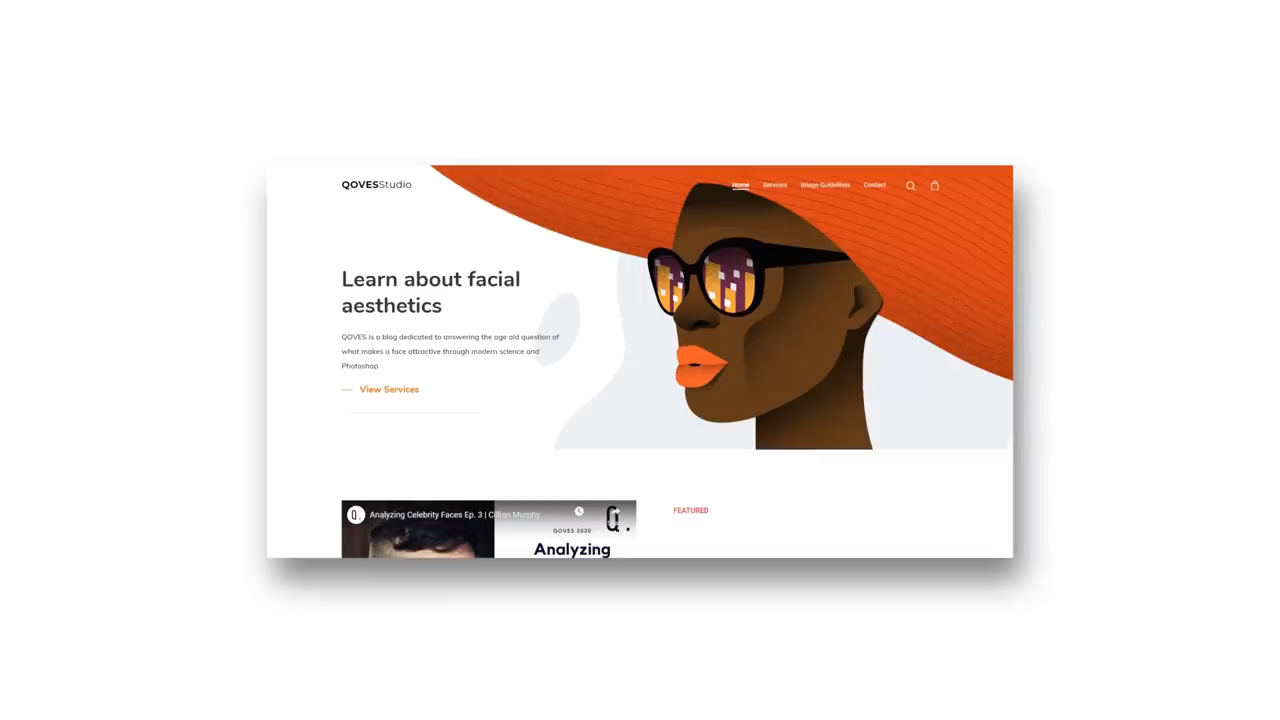 QOVESStudio
Home Services Image Guidelines Contact
Learn about facial
aesthetics
QOVES is a blog dedicated to answering the age old question of
what makes a face attractive through modern science and
Photoshop
View Services
Q.
Analyzing Celebrity Faces Ep. 3 | Cillian Murphy
Q.
QOVES 2020
Analyzing
FEATURED